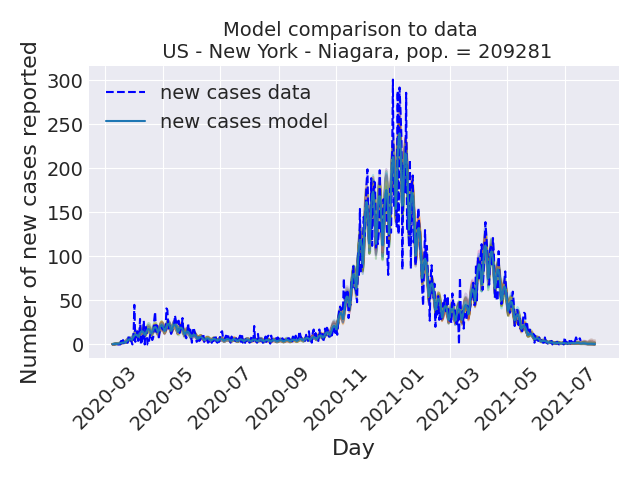 Model comparison to data
US - New York - Niagara, pop. = 209281
Number of new cases reported
300
250
200
150
100
50
0
new cases data
new cases model
2020-03
2020-05
2020-07
2020-09
2020-11
2021-01
2021-03
2021-05
2021-07
Day